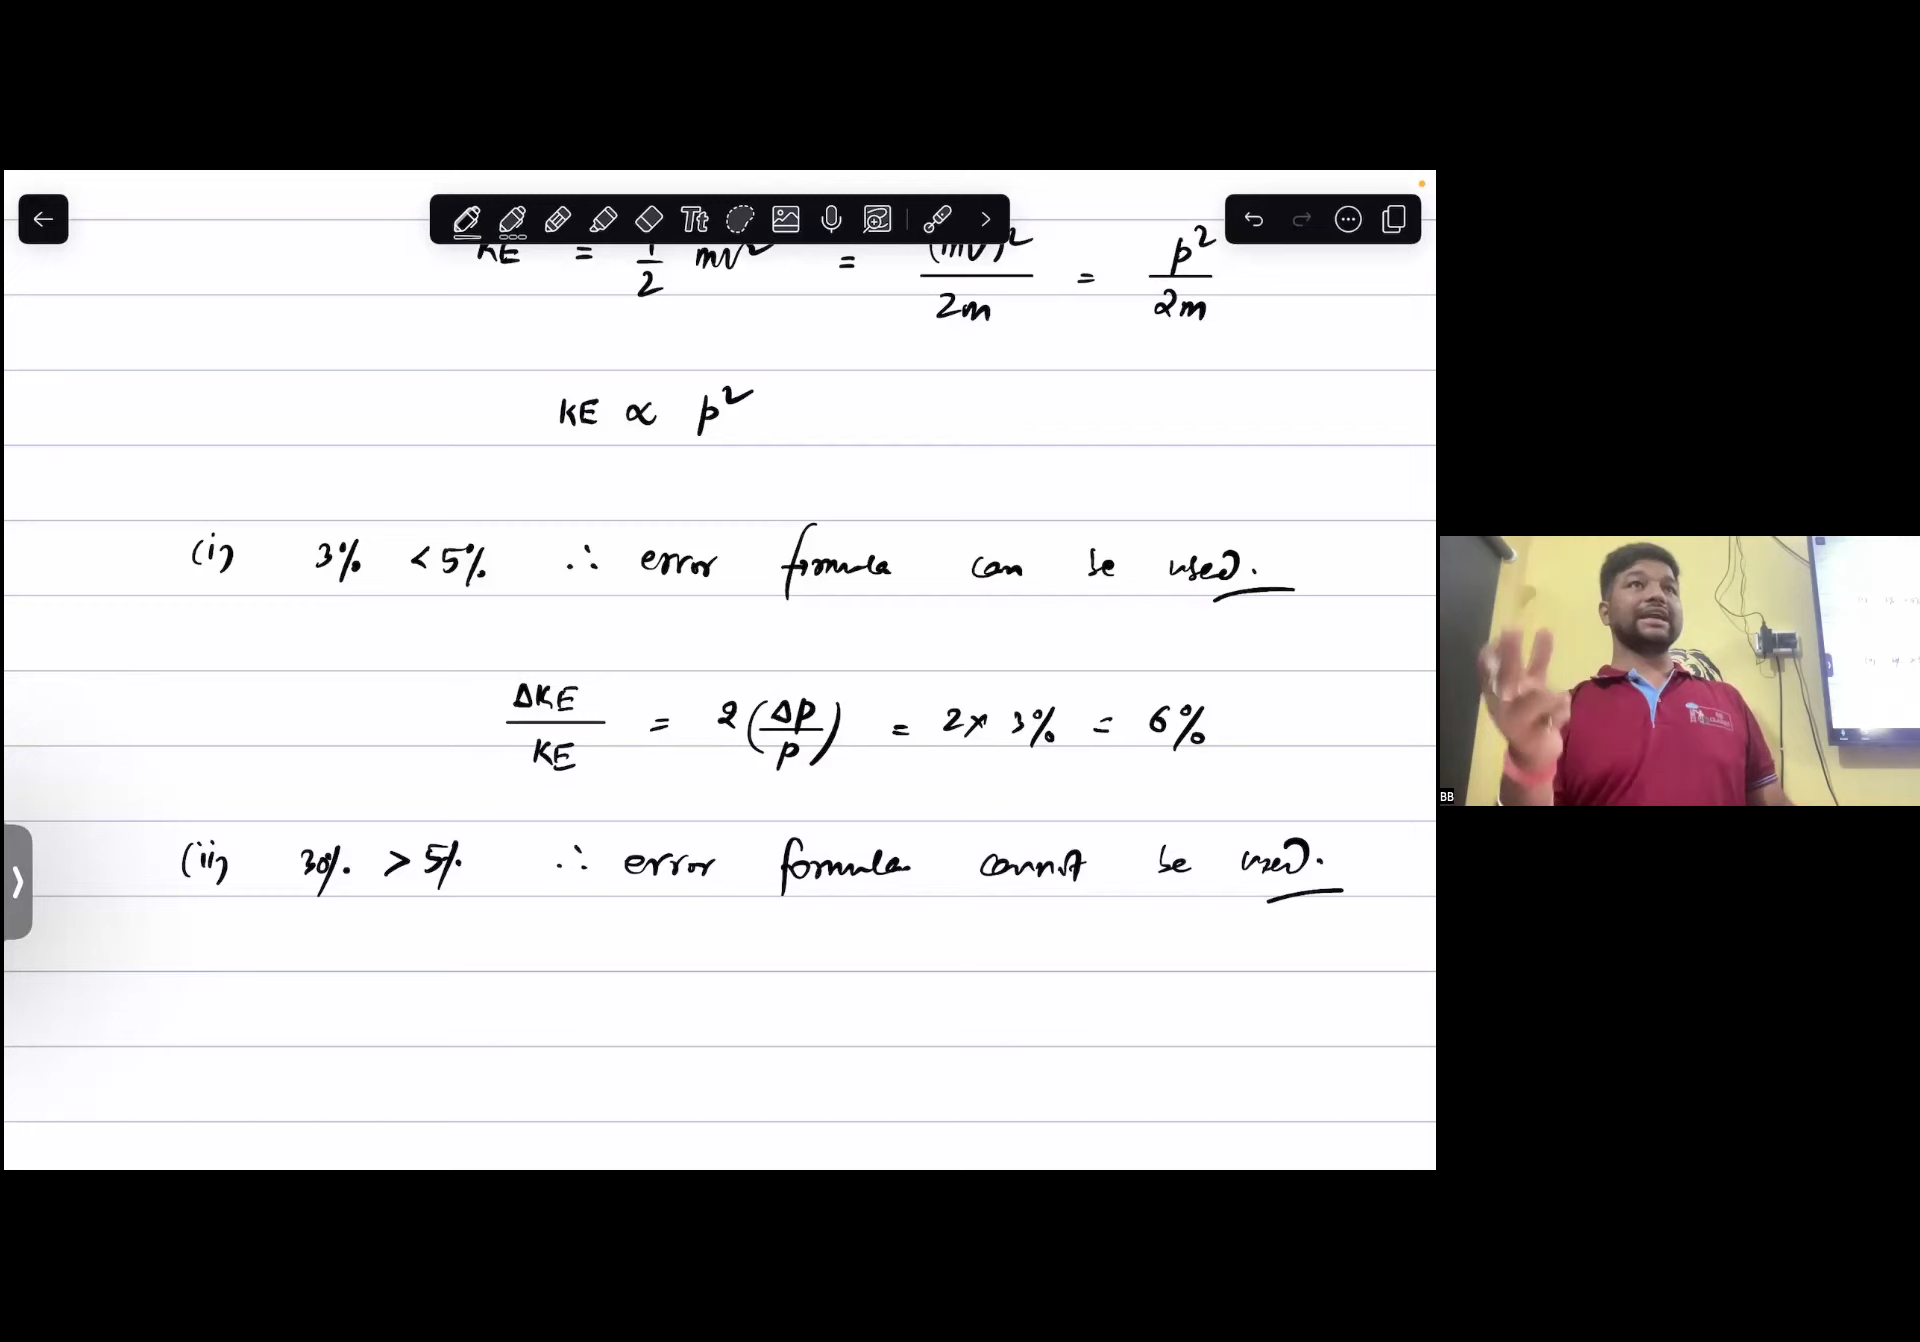 KE = 1/2 mv² = (mv)²/2m = p²/2m
KE ∝ p²
(i) 3% < 5% ∴ error formula can be used.
ΔKE/KE = 2(Δp/p) = 2 × 3% = 6%
(ii) 30% > 5% ∴ error formula cannot be used.
Tt
BB